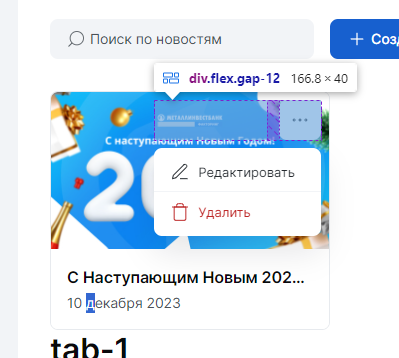 Поиск по новостям
+ Созд
div.flex.gap-12 166.8 × 40
МЕТАЛЛИНВЕСТБАНК
С наступающим Новым Годом!
20
Редактировать
Удалить
С Наступающим Новым 202...
10 декабря 2023
tab-1